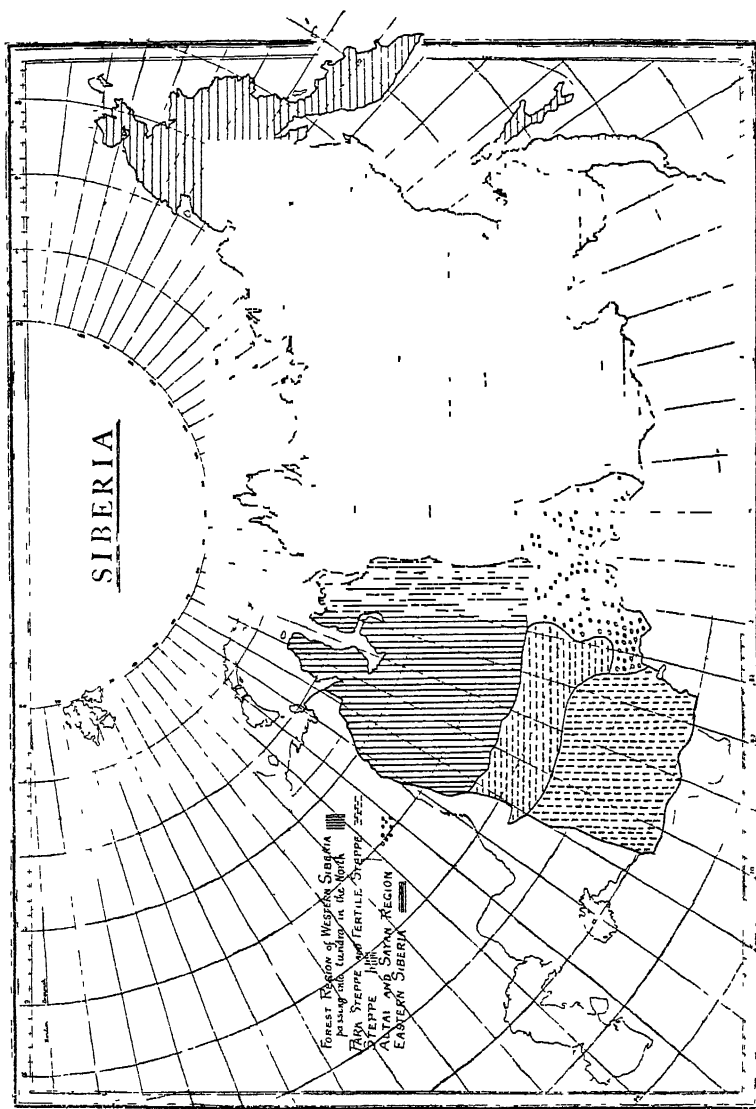 SIBERIA
FOREST REGION of WESTERN SIBERIA
passing into tundra in the North
PARK STEPPE and FERTILE STEPPE
STEPPE
ALTAI AND SAYAN REGION
EASTERN SIBERIA